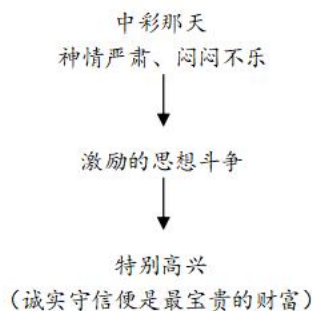 中彩那天
神情严肃、闷闷不乐
激励的思想斗争
特别高兴
（诚实守信便是最宝贵的财富）